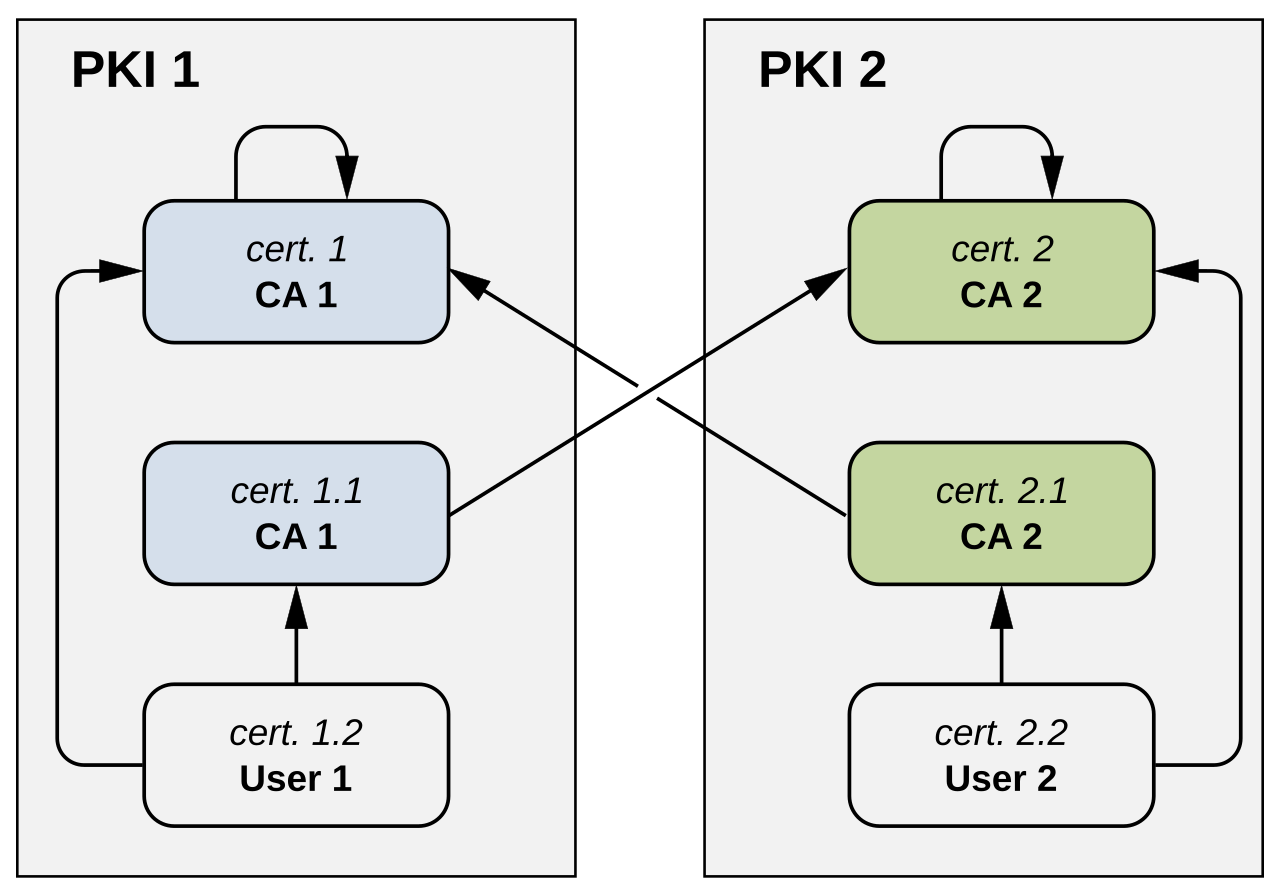 PKI 1
cert. 1
CA 1
cert. 1.1
CA 1
cert. 1.2
User 1
PKI 2
cert. 2
CA 2
cert. 2.1
CA 2
cert. 2.2
User 2